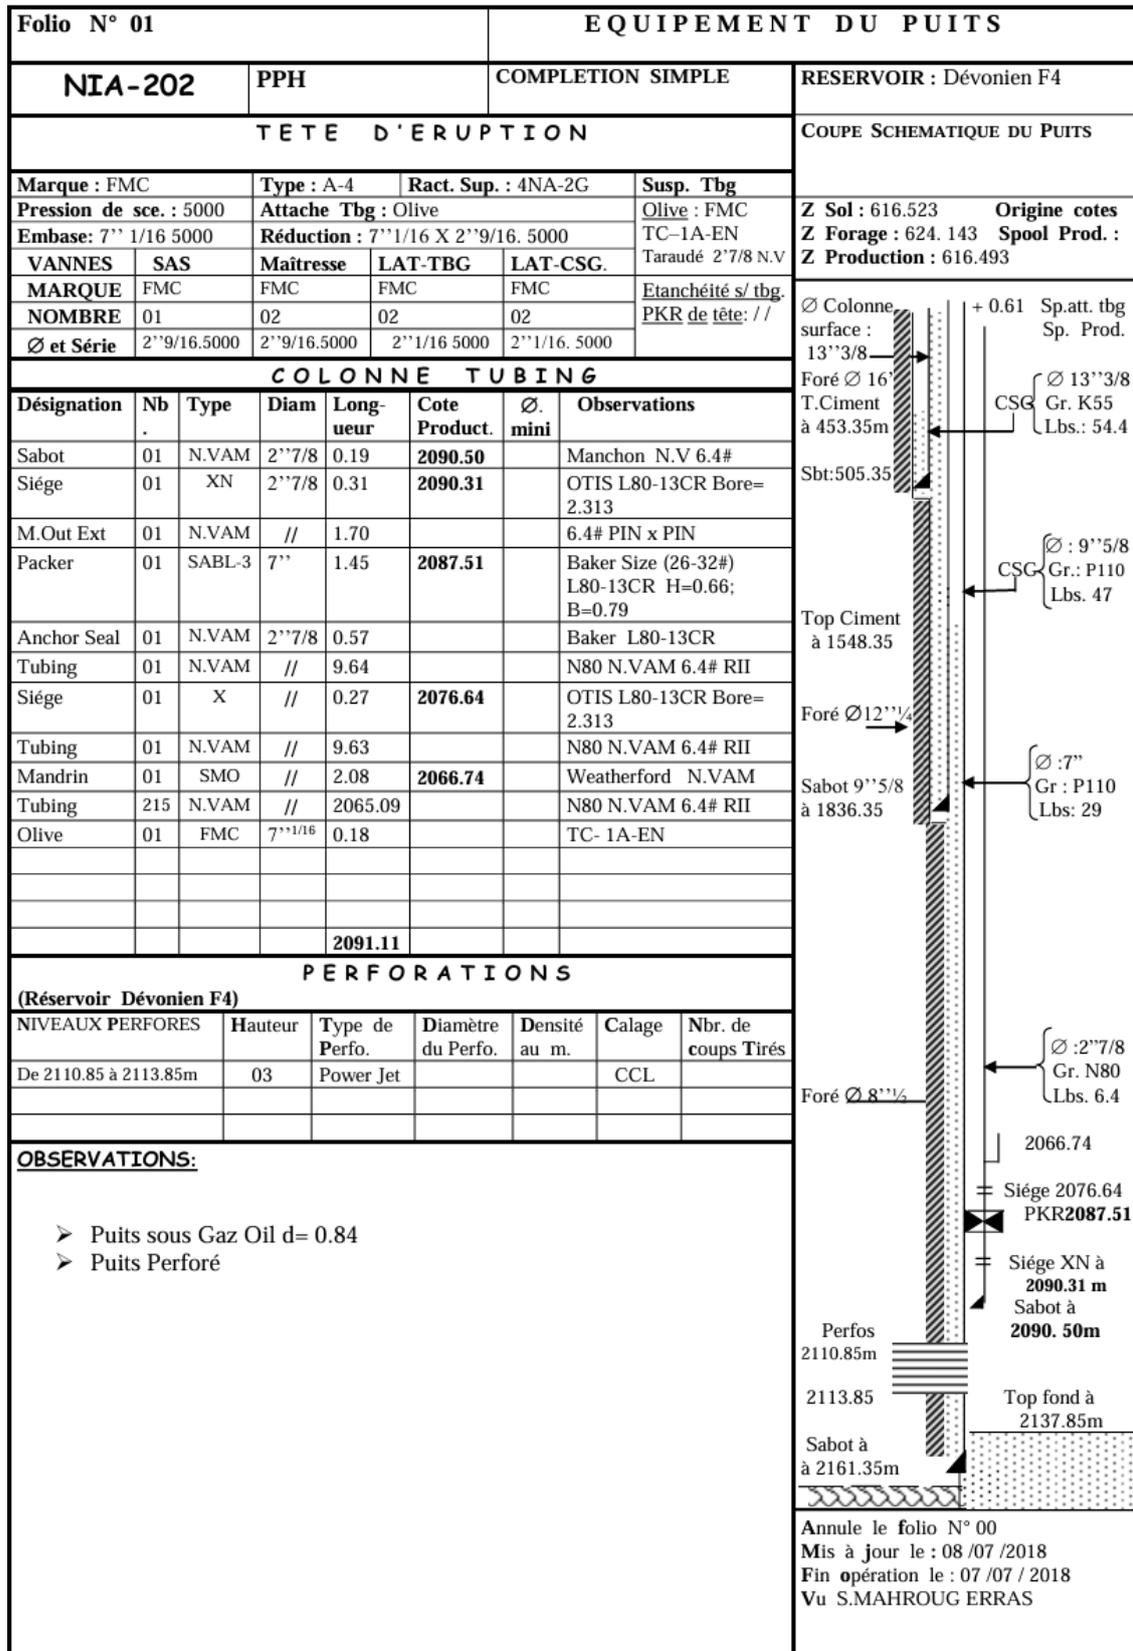 Folio N° 01
EQUIPEMENT DU PUITS
NIA-202
PPH
COMPLETION SIMPLE
RESERVOIR : Dévonien F4
TETE D'ERUPTION
COUPE SCHEMATIQUE DU PUITS
Marque : FMC
Type : A-4
Ract. Sup. : 4NA-2G
Susp. Tbg
Pression de sce. : 5000
Attache Tbg : Olive
Olive : FMC
Embase: 7'' 1/16 5000
Réduction : 7''1/16 X 2''9/16. 5000
TC–1A-EN
Taraudé 2'7/8 N.V
VANNES SAS Maîtresse LAT-TBG LAT-CSG.
MARQUE FMC FMC FMC FMC
Etanchéité s/ tbg.
NOMBRE 01 02 02 02
PKR de tête: / /
Ø et Série 2''9/16.5000 2''9/16.5000 2''1/16 5000 2''1/16. 5000
Z Sol : 616.523 Origine cotes
Z Forage : 624. 143 Spool Prod. :
Z Production : 616.493
COLONNE TUBING
Désignation Nb Type Diam Long- Cote Ø. Observations
. ueur Product. mini
Sabot 01 N.VAM 2''7/8 0.19 2090.50 Manchon N.V 6.4#
Siége 01 XN 2''7/8 0.31 2090.31 OTIS L80-13CR Bore=
2.313
M.Out Ext 01 N.VAM // 1.70 6.4# PIN x PIN
Packer 01 SABL-3 7'' 1.45 2087.51 Baker Size (26-32#)
L80-13CR H=0.66;
B=0.79
Anchor Seal 01 N.VAM 2''7/8 0.57 Baker L80-13CR
Tubing 01 N.VAM // 9.64 N80 N.VAM 6.4# RII
Siége 01 X // 0.27 2076.64 OTIS L80-13CR Bore=
2.313
Tubing 01 N.VAM // 9.63 N80 N.VAM 6.4# RII
Mandrin 01 SMO // 2.08 2066.74 Weatherford N.VAM
Tubing 215 N.VAM // 2065.09 N80 N.VAM 6.4# RII
Olive 01 FMC 7''1/16 0.18 TC- 1A-EN
2091.11
PERFORATIONS
(Réservoir Dévonien F4)
NIVEAUX PERFORES Hauteur Type de Diamètre Densité Calage Nbr. de
Perfo. du Perfo. au m. coups Tirés
De 2110.85 à 2113.85m 03 Power Jet CCL
OBSERVATIONS:
➢ Puits sous Gaz Oil d= 0.84
➢ Puits Perforé
Ø Colonne
surface :
13''3/8
+ 0.61 Sp.att. tbg
Sp. Prod.
Foré Ø 16'
T.Ciment
à 453.35m
CSG
Ø 13''3/8
Gr. K55
Lbs.: 54.4
Sbt:505.35
CSG
Ø : 9''5/8
Gr.: P110
Lbs. 47
Top Ciment
à 1548.35
Foré Ø12''¼
Ø :7''
Gr : P110
Lbs: 29
Sabot 9''5/8
à 1836.35
Ø :2''7/8
Gr. N80
Lbs. 6.4
Foré Ø 8''½
2066.74
Siége 2076.64
PKR2087.51
Siége XN à
2090.31 m
Sabot à
2090. 50m
Perfos
2110.85m
2113.85
Top fond à
2137.85m
Sabot à
à 2161.35m
Annule le folio N° 00
Mis à jour le : 08 /07 /2018
Fin opération le : 07 /07 / 2018
Vu S.MAHROUG ERRAS